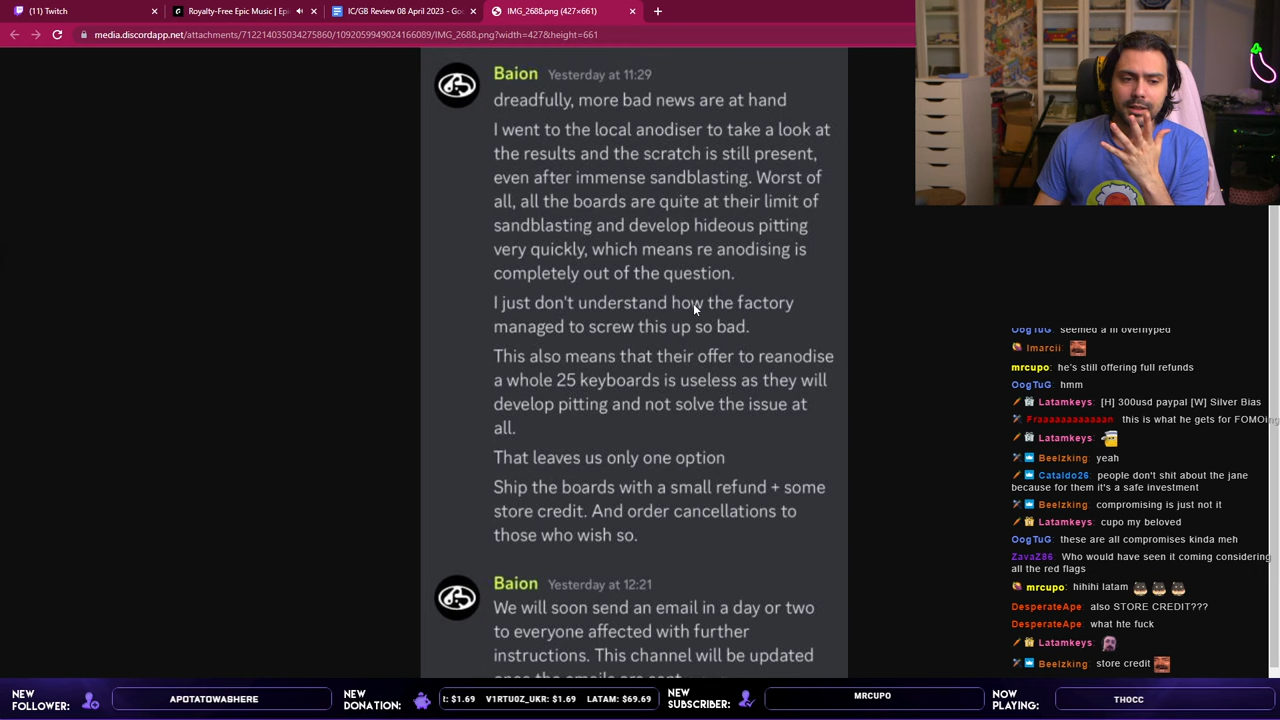 (11) Twitch
Royalty-Free Epic Music | Epi
IC/GB Review 08 April 2023 - Goo
IMG_2688.png (427×661)
media.discordapp.net/attachments/712214035034275860/1092059949024166089/IMG_2688.png?width=427&height=661
Baion Yesterday at 11:29
dreadfully, more bad news are at hand
I went to the local anodiser to take a look at
the results and the scratch is still present,
even after immense sandblasting. Worst of
all, all the boards are quite at their limit of
sandblasting and develop hideous pitting
very quickly, which means re anodising is
completely out of the question.
I just don't understand how the factory
managed to screw this up so bad.
This also means that their offer to reanodise
a whole 25 keyboards is useless as they will
develop pitting and not solve the issue at
all.
That leaves us only one option
Ship the boards with a small refund + some
store credit. And order cancellations to
those who wish so.
Baion Yesterday at 12:21
We will soon send an email in a day or two
to everyone affected with further
instructions. This channel will be updated
once the emails are sent
OogTuG: seemed a lil overhyped
Imarcii:
mrcupo: he's still offering full refunds
OogTuG: hmm
Latamkeys: [H] 300usd paypal [W] Silver Bias
this is what he gets for FOMOing
Latamkeys:
Beelzking: yeah
Cataldo26: people don't shit about the jane
because for them it's a safe investment
Beelzking: compromising is just not it
Latamkeys: cupo my beloved
OogTuG: these are all compromises kinda meh
ZavaZ86: Who would have seen it coming considering
all the red flags
mrcupo: hihihi latam
DesperateApe: also STORE CREDIT???
DesperateApe: what hte fuck
Latamkeys:
Beelzking: store credit
NEW FOLLOWER:
APOTATOWASHERE
NEW DONATION:
: $1.69 V1RTU0Z_UKR: $1.69 LATAM: $69.69
NEW SUBSCRIBER:
MRCUPO
NOW PLAYING:
THOCC